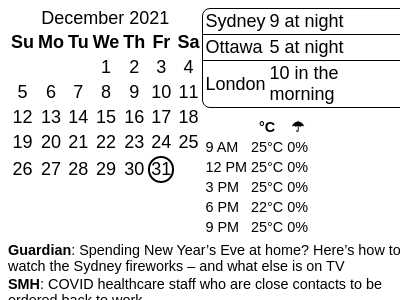 December 2021
Su Mo Tu We Th Fr Sa
1 2 3 4
5 6 7 8 9 10 11
12 13 14 15 16 17 18
19 20 21 22 23 24 25
26 27 28 29 30 31
Sydney 9 at night
Ottawa 5 at night
London 10 in the
morning
°C ☂
9 AM 25°C 0%
12 PM 25°C 0%
3 PM 25°C 0%
6 PM 22°C 0%
9 PM 25°C 0%
Guardian: Spending New Year’s Eve at home? Here’s how to
watch the Sydney fireworks – and what else is on TV
SMH: COVID healthcare staff who are close contacts to be
ordered back to work